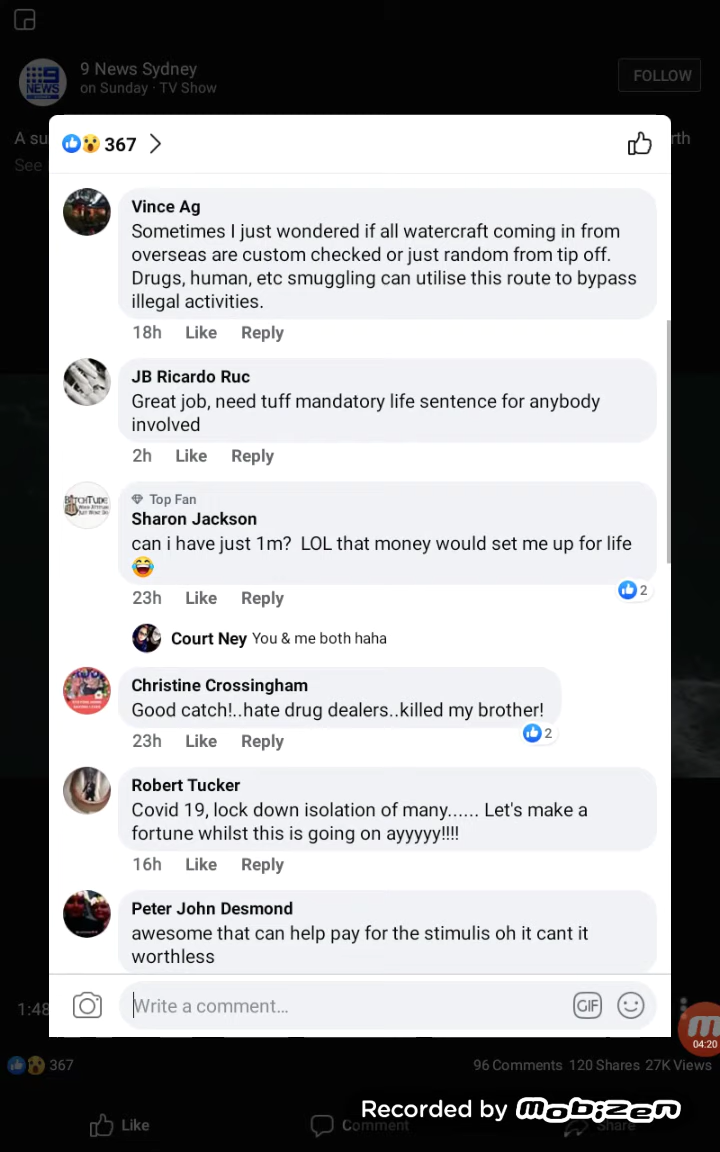 9 News Sydney
on Sunday · TV Show
FOLLOW
A su
rth
See
367
Vince Ag
Sometimes I just wondered if all watercraft coming in from
overseas are custom checked or just random from tip off.
Drugs, human, etc smuggling can utilise this route to bypass
illegal activities.
18h Like Reply
JB Ricardo Ruc
Great job, need tuff mandatory life sentence for anybody
involved
2h Like Reply
Top Fan
Sharon Jackson
can i have just 1m? LOL that money would set me up for life
😂
2
23h Like Reply
Court Ney You & me both haha
Christine Crossingham
Good catch!..hate drug dealers..killed my brother!
2
23h Like Reply
Robert Tucker
Covid 19, lock down isolation of many...... Let's make a
fortune whilst this is going on ayyyyy!!!!
16h Like Reply
Peter John Desmond
awesome that can help pay for the stimulis oh it cant it
worthless
1:48
Write a comment...
GIF
04:20
367
96 Comments 120 Shares 27K Views
Recorded by mobizen
Like
Comment
Share